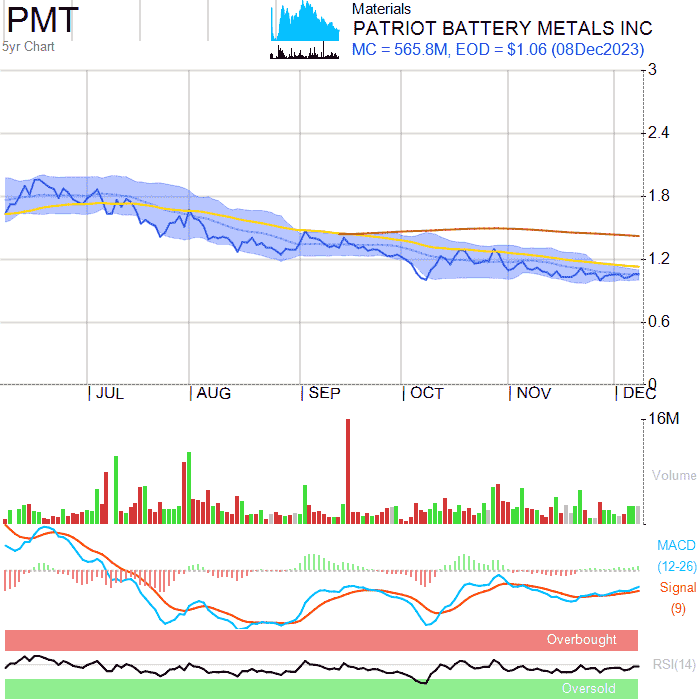 PMT
5yr Chart
Materials
PATRIOT BATTERY METALS INC
MC = 565.8M, EOD = $1.06 (08Dec2023)
3
2.4
1.8
1.2
0.6
0
JUL AUG SEP OCT NOV DEC
16M
Volume
MACD
(12-26)
Signal
(9)
Overbought
RSI(14)
Oversold